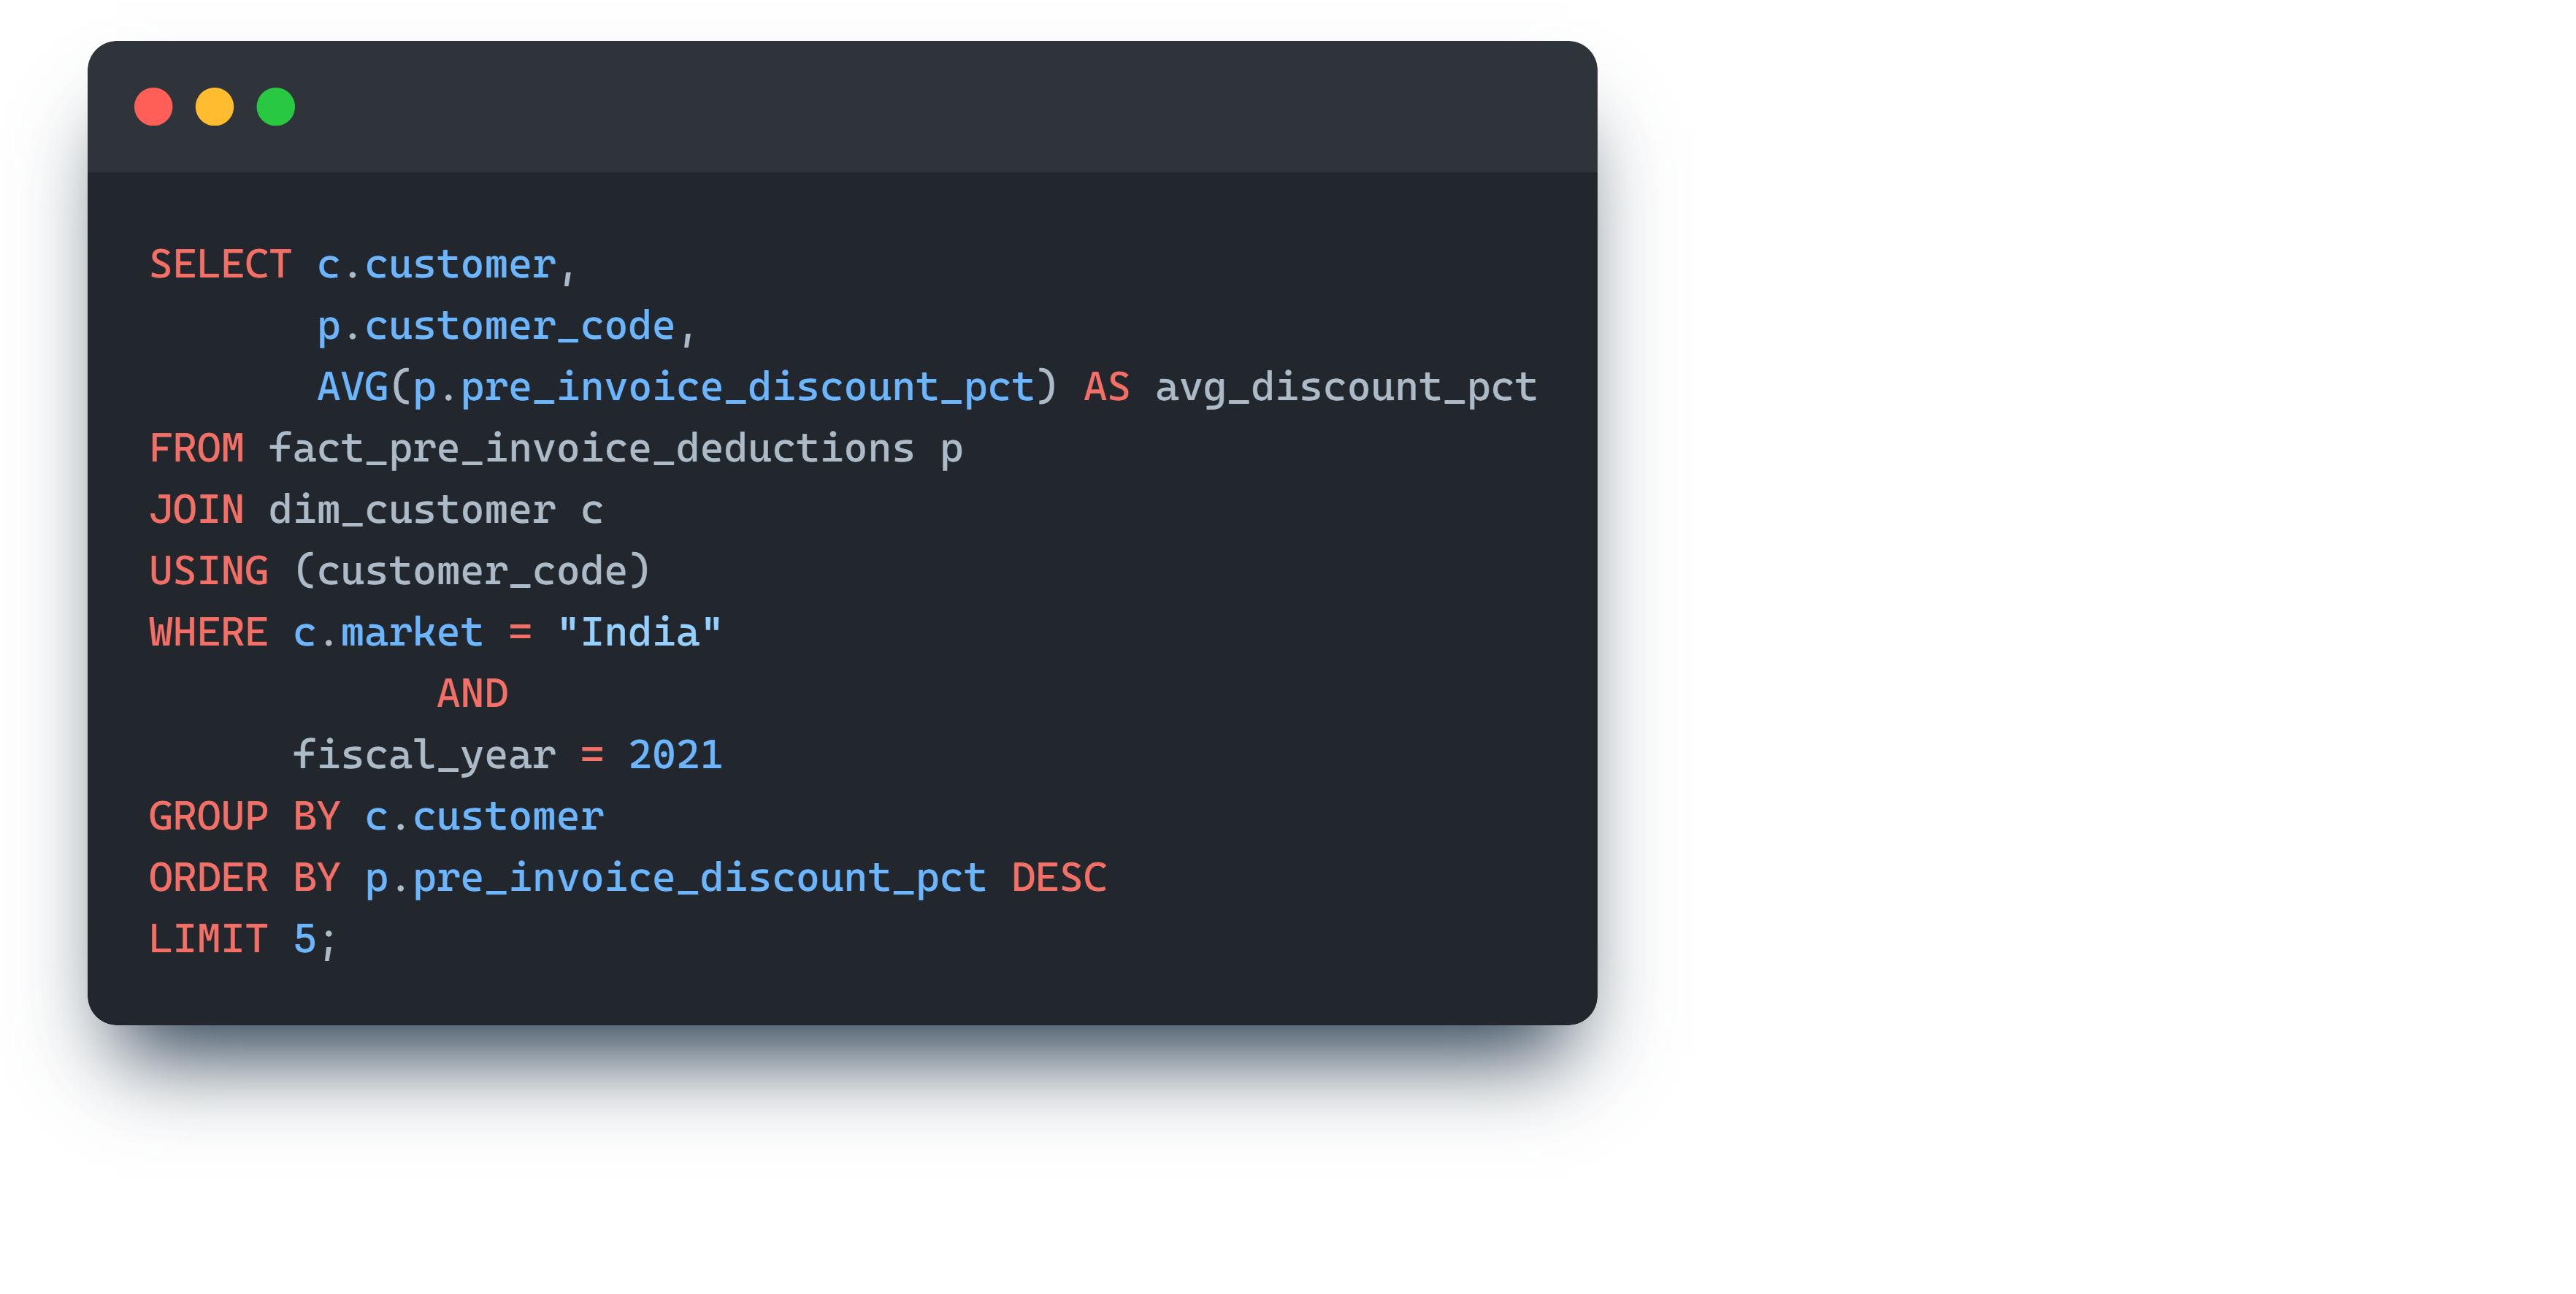 SELECT c.customer,
       p.customer_code,
       AVG(p.pre_invoice_discount_pct) AS avg_discount_pct
FROM fact_pre_invoice_deductions p
JOIN dim_customer c
USING (customer_code)
WHERE c.market = "India"
            AND
      fiscal_year = 2021
GROUP BY c.customer
ORDER BY p.pre_invoice_discount_pct DESC
LIMIT 5;